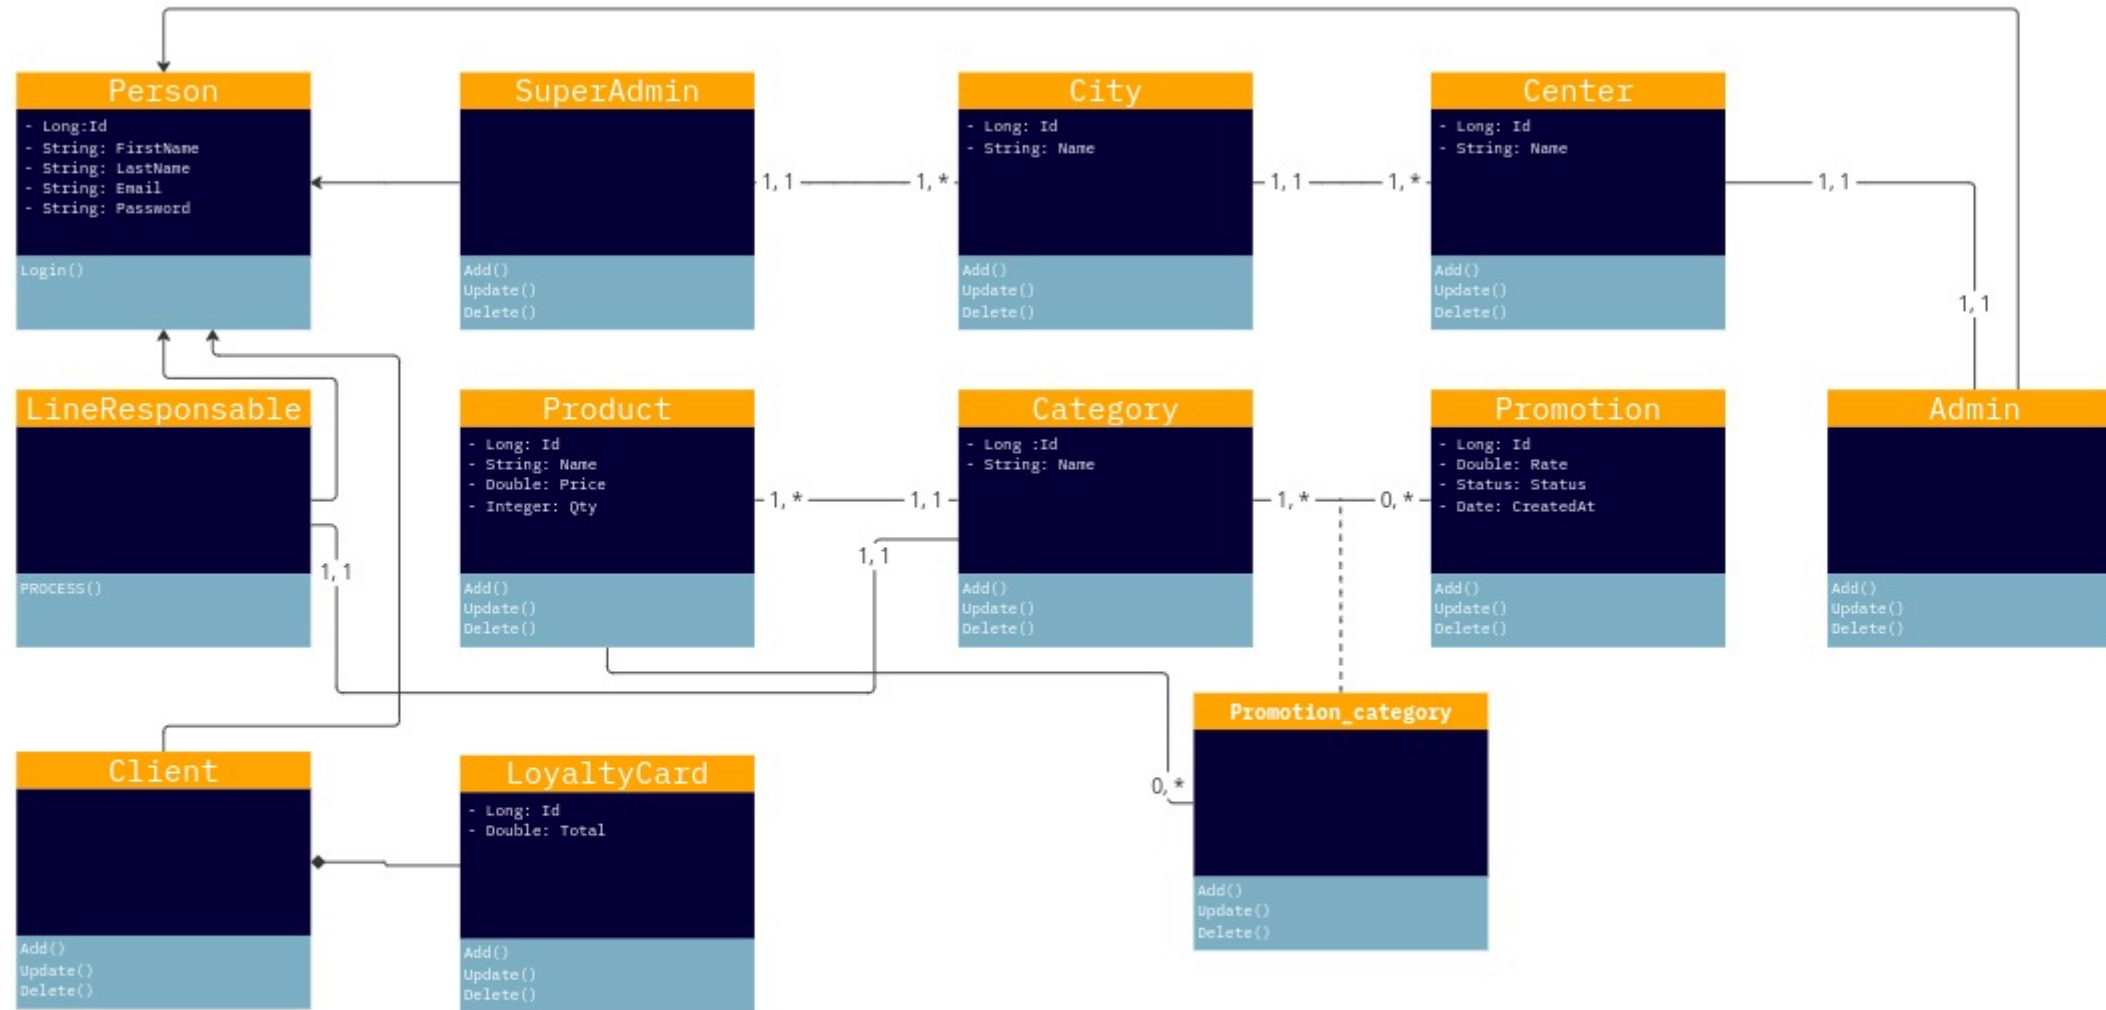 Person
- Long:Id
- String: FirstName
- String: LastName
- String: Email
- String: Password
Login()
SuperAdmin
Add()
Update()
Delete()
1, 1
1, *
City
- Long: Id
- String: Name
Add()
Update()
Delete()
1, 1
1, *
Center
- Long: Id
- String: Name
Add()
Update()
Delete()
1, 1
1, 1
LineResponsable
PROCESS()
1, 1
Product
- Long: Id
- String: Name
- Double: Price
- Integer: Qty
Add()
Update()
Delete()
1, *
1, 1
1, 1
Category
- Long :Id
- String: Name
Add()
Update()
Delete()
1, *
0, *
Promotion
- Long: Id
- Double: Rate
- Status: Status
- Date: CreatedAt
Add()
Update()
Delete()
Admin
Add()
Update()
Delete()
Client
Add()
Update()
Delete()
LoyaltyCard
- Long: Id
- Double: Total
Add()
Update()
Delete()
0, *
Promotion_category
Add()
Update()
Delete()